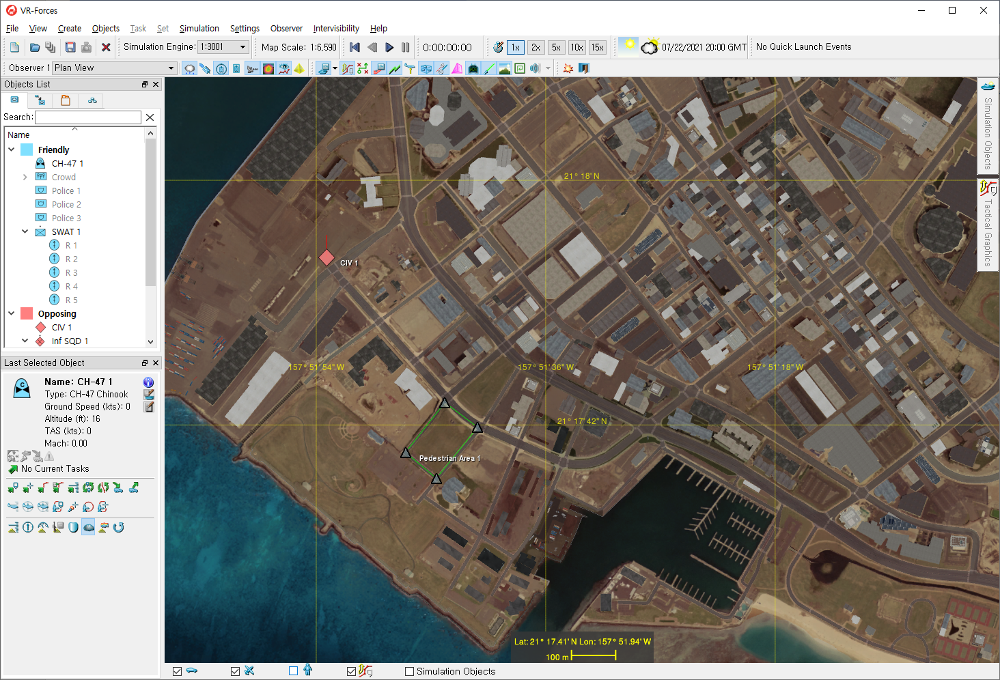 VR-Forces
File View Create Objects Task Set Simulation Settings Observer Intervisibility Help
Simulation Engine: 1:3001 Map Scale: 1:6,590 0:00:00:00 1x 2x 5x 10x 15x 07/22/2021 20:00 GMT No Quick Launch Events
Observer 1 Plan View
Objects List
Search:
Name
Friendly
CH-47 1
Crowd
Police 1
Police 2
Police 3
SWAT 1
R 1
R 2
R 3
R 4
R 5
Opposing
CIV 1
Inf SQD 1
Last Selected Object
Name: CH-47 1
Type: CH-47 Chinook
Ground Speed (kts): 0
Altitude (ft): 16
TAS (kts): 0
Mach: 0,00
No Current Tasks
21° 18' N
CIV 1
157° 51' 54" W
157° 51' 36" W
157° 51' 18" W
21° 17' 42" N
Pedestrian Area 1
Lat: 21° 17.41' N Lon: 157° 51.94' W
100 m
Simulation Objects
Tactical Graphics
Simulation Objects